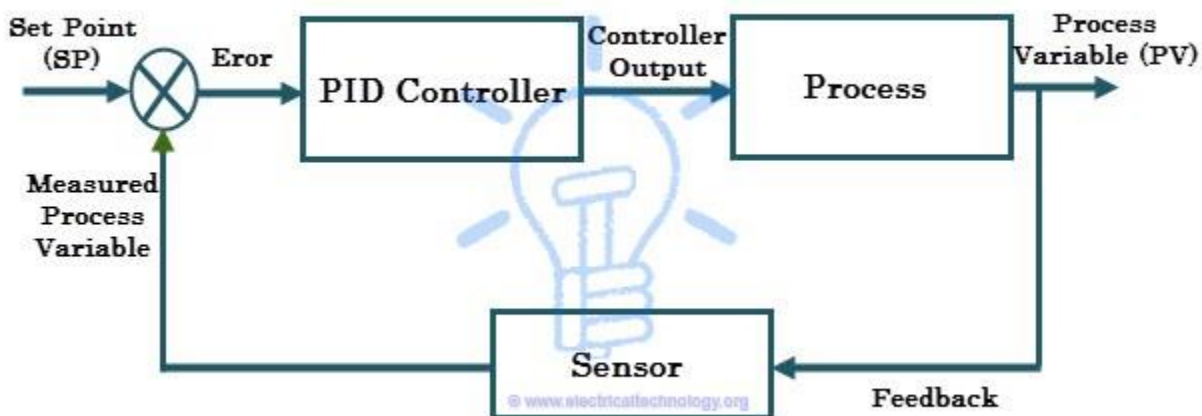 Set Point
(SP)
Eror
PID Controller
Controller
Output
Process
Process
Variable (PV)
Measured
Process
Variable
Sensor
© www.electricaltechnology.org
Feedback